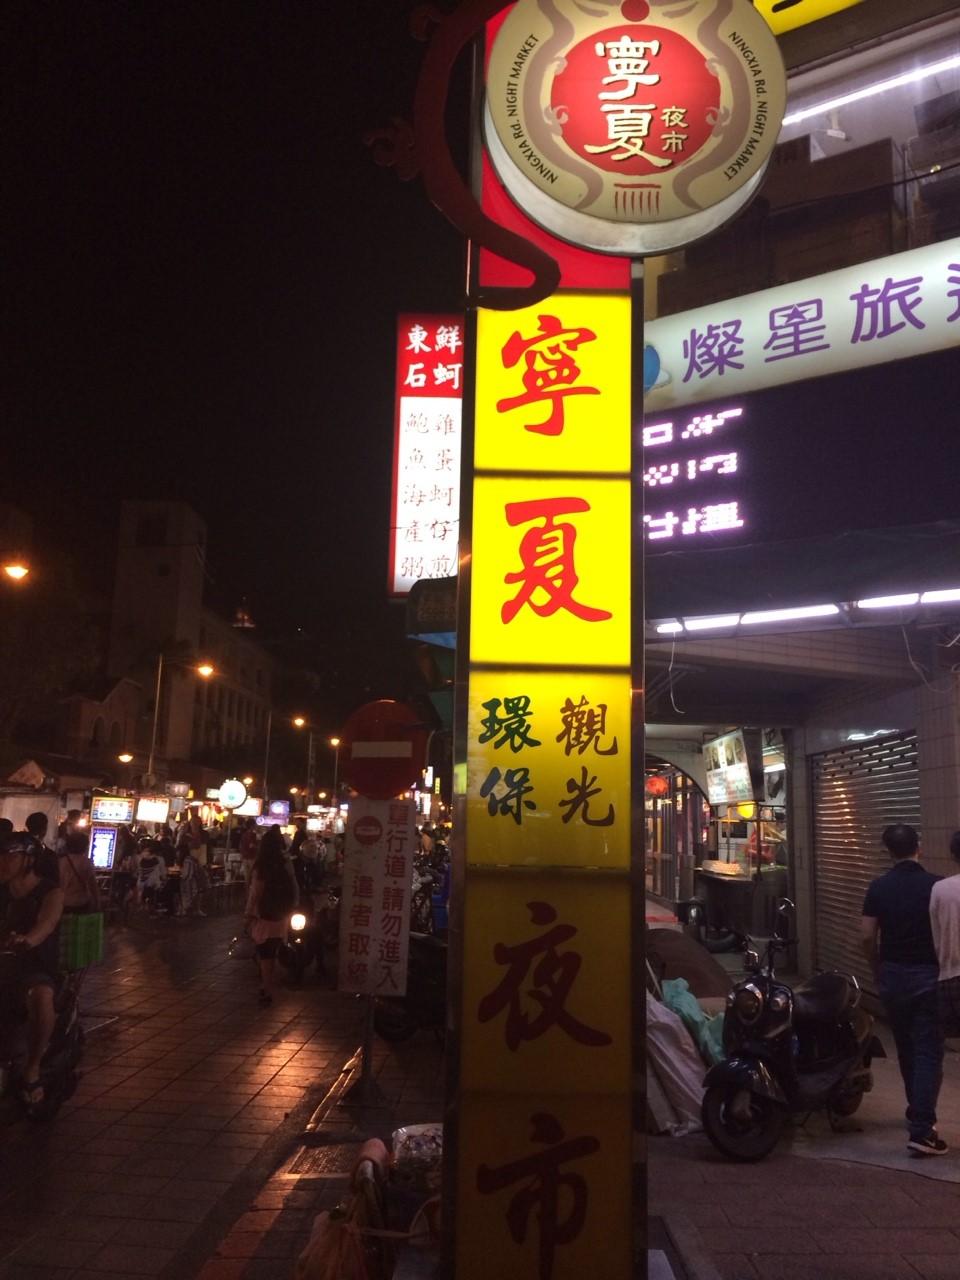 NINGXIA Rd. NIGHT MARKET
寧夏
夜市
NINGXIA Rd. NIGHT MARKET
寧夏
環保 觀光
夜市
東石 鮮蚵
鮑魚海產粥
雞蛋蚵仔煎
燦星旅
單行道·請勿進入
違者取締